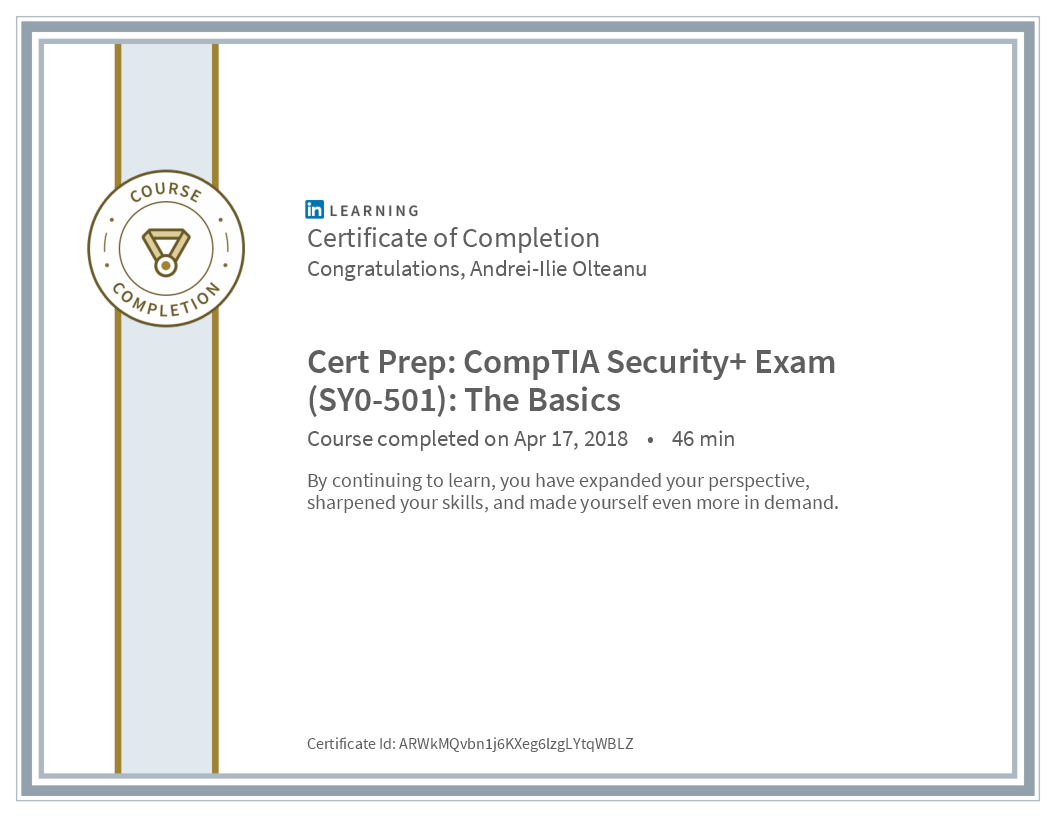 COURSE
COMPLETION
in LEARNING
Certificate of Completion
Congratulations, Andrei-Ilie Olteanu
Cert Prep: CompTIA Security+ Exam
(SY0-501): The Basics
Course completed on Apr 17, 2018 • 46 min
By continuing to learn, you have expanded your perspective,
sharpened your skills, and made yourself even more in demand.
Certificate Id: ARWkMQvbn1j6KXeg6IzgLYtqWBLZ